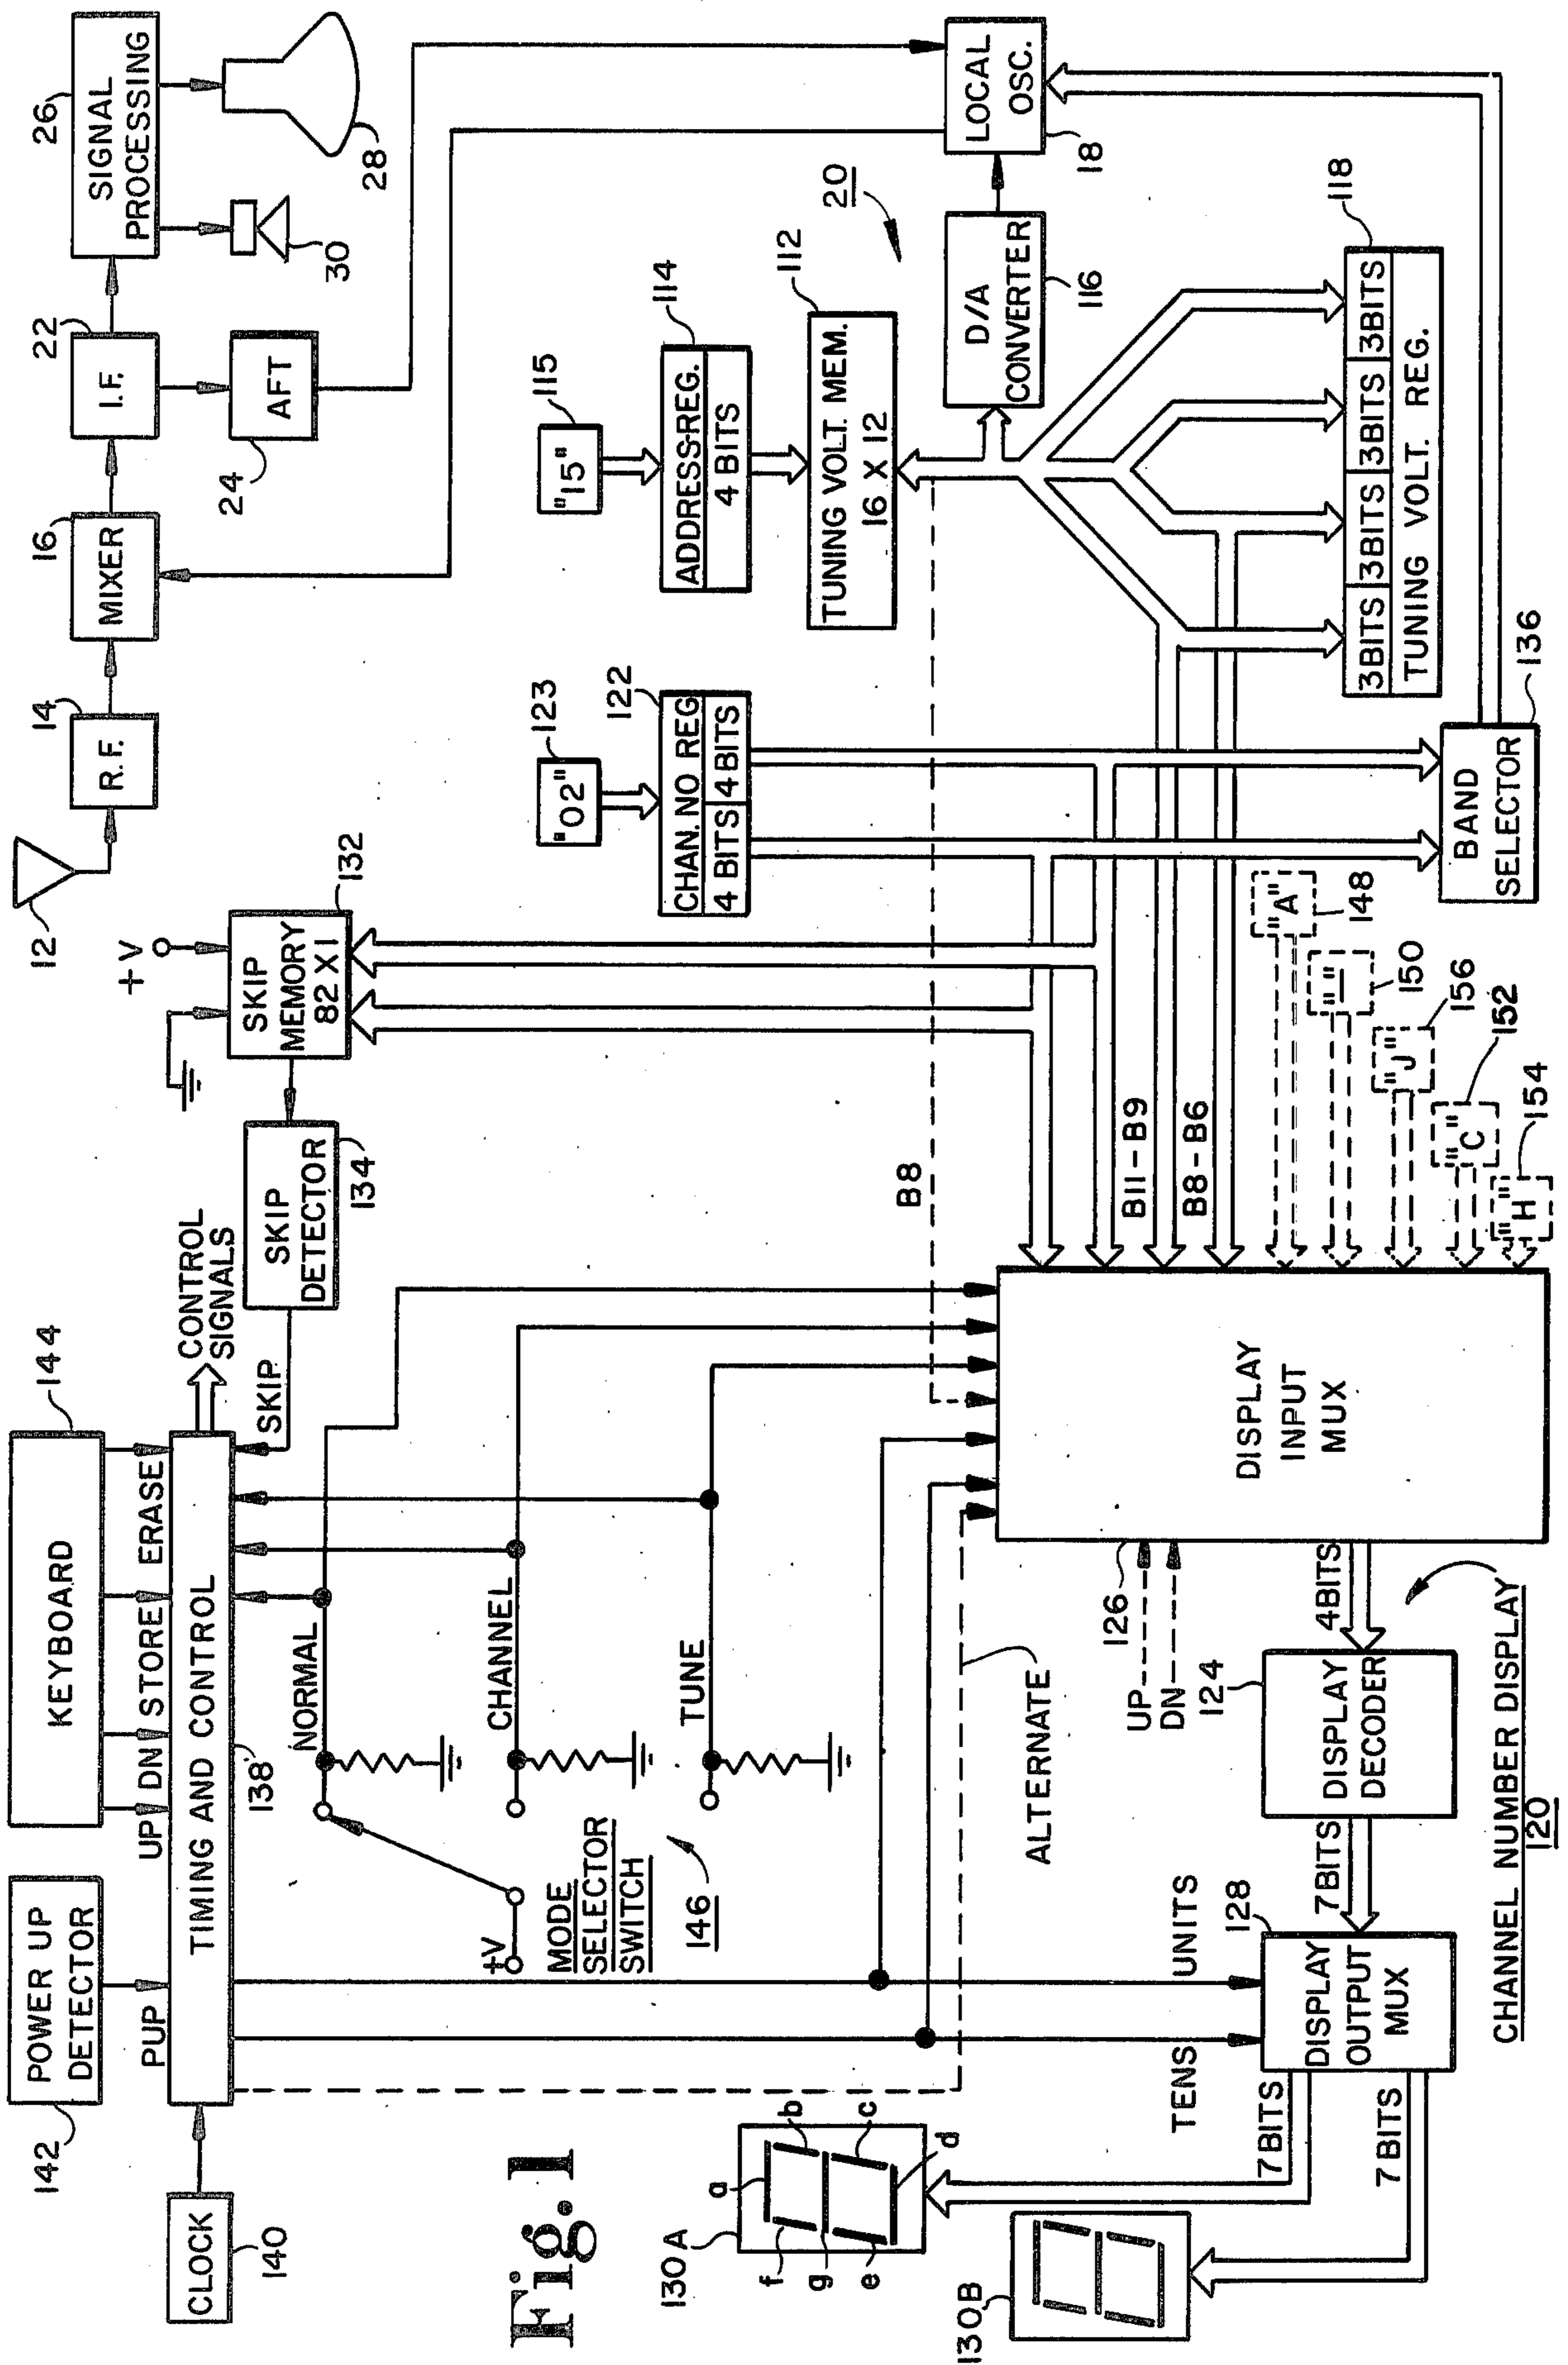 12
14
R.F.
16
MIXER
22
I.F.
26
SIGNAL
PROCESSING
24
AFT
30
28
LOCAL
OSC.
18
20
D/A
CONVERTER
116
115
"15"
114
ADDRESS REG.
4 BITS
112
TUNING VOLT. MEM.
16 X 12
118
3BITS
3BITS
3BITS
3BITS
TUNING VOLT. REG.
123
"02"
122
CHAN. NO REG
4 BITS
4 BITS
136
BAND
SELECTOR
+V
132
SKIP
MEMORY
82 X 1
134
SKIP
DETECTOR
SKIP
CONTROL
SIGNALS
144
KEYBOARD
UP
DN
STORE
ERASE
142
POWER UP
DETECTOR
PUP
TIMING AND CONTROL
138
CLOCK
140
NORMAL
CHANNEL
TUNE
+V
MODE
SELECTOR
SWITCH
146
ALTERNATE
B8
B11-B9
B8-B6
"A"
148
"—"
150
"J"
156
"C"
152
"H"
154
DISPLAY
INPUT
MUX
126
UP
DN
4BITS
124
DISPLAY
DECODER
7BITS
UNITS
128
TENS
DISPLAY
OUTPUT
MUX
7BITS
7BITS
CHANNEL NUMBER DISPLAY
120
130A
a
b
c
d
e
f
g
130B
Fig. 1